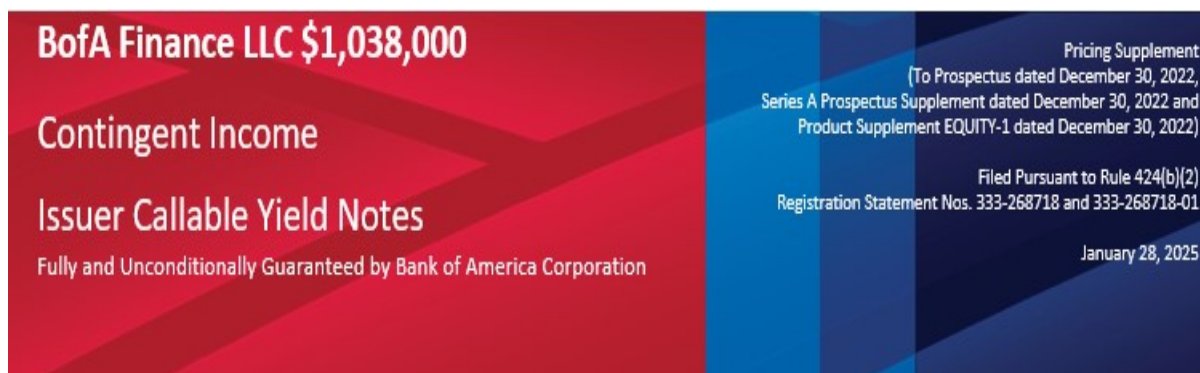 BofA Finance LLC $1,038,000
Contingent Income
Issuer Callable Yield Notes
Fully and Unconditionally Guaranteed by Bank of America Corporation
Pricing Supplement
(To Prospectus dated December 30, 2022,
Series A Prospectus Supplement dated December 30, 2022 and
Product Supplement EQUITY-1 dated December 30, 2022)
Filed Pursuant to Rule 424(b)(2)
Registration Statement Nos. 333-268718 and 333-268718-01
January 28, 2025